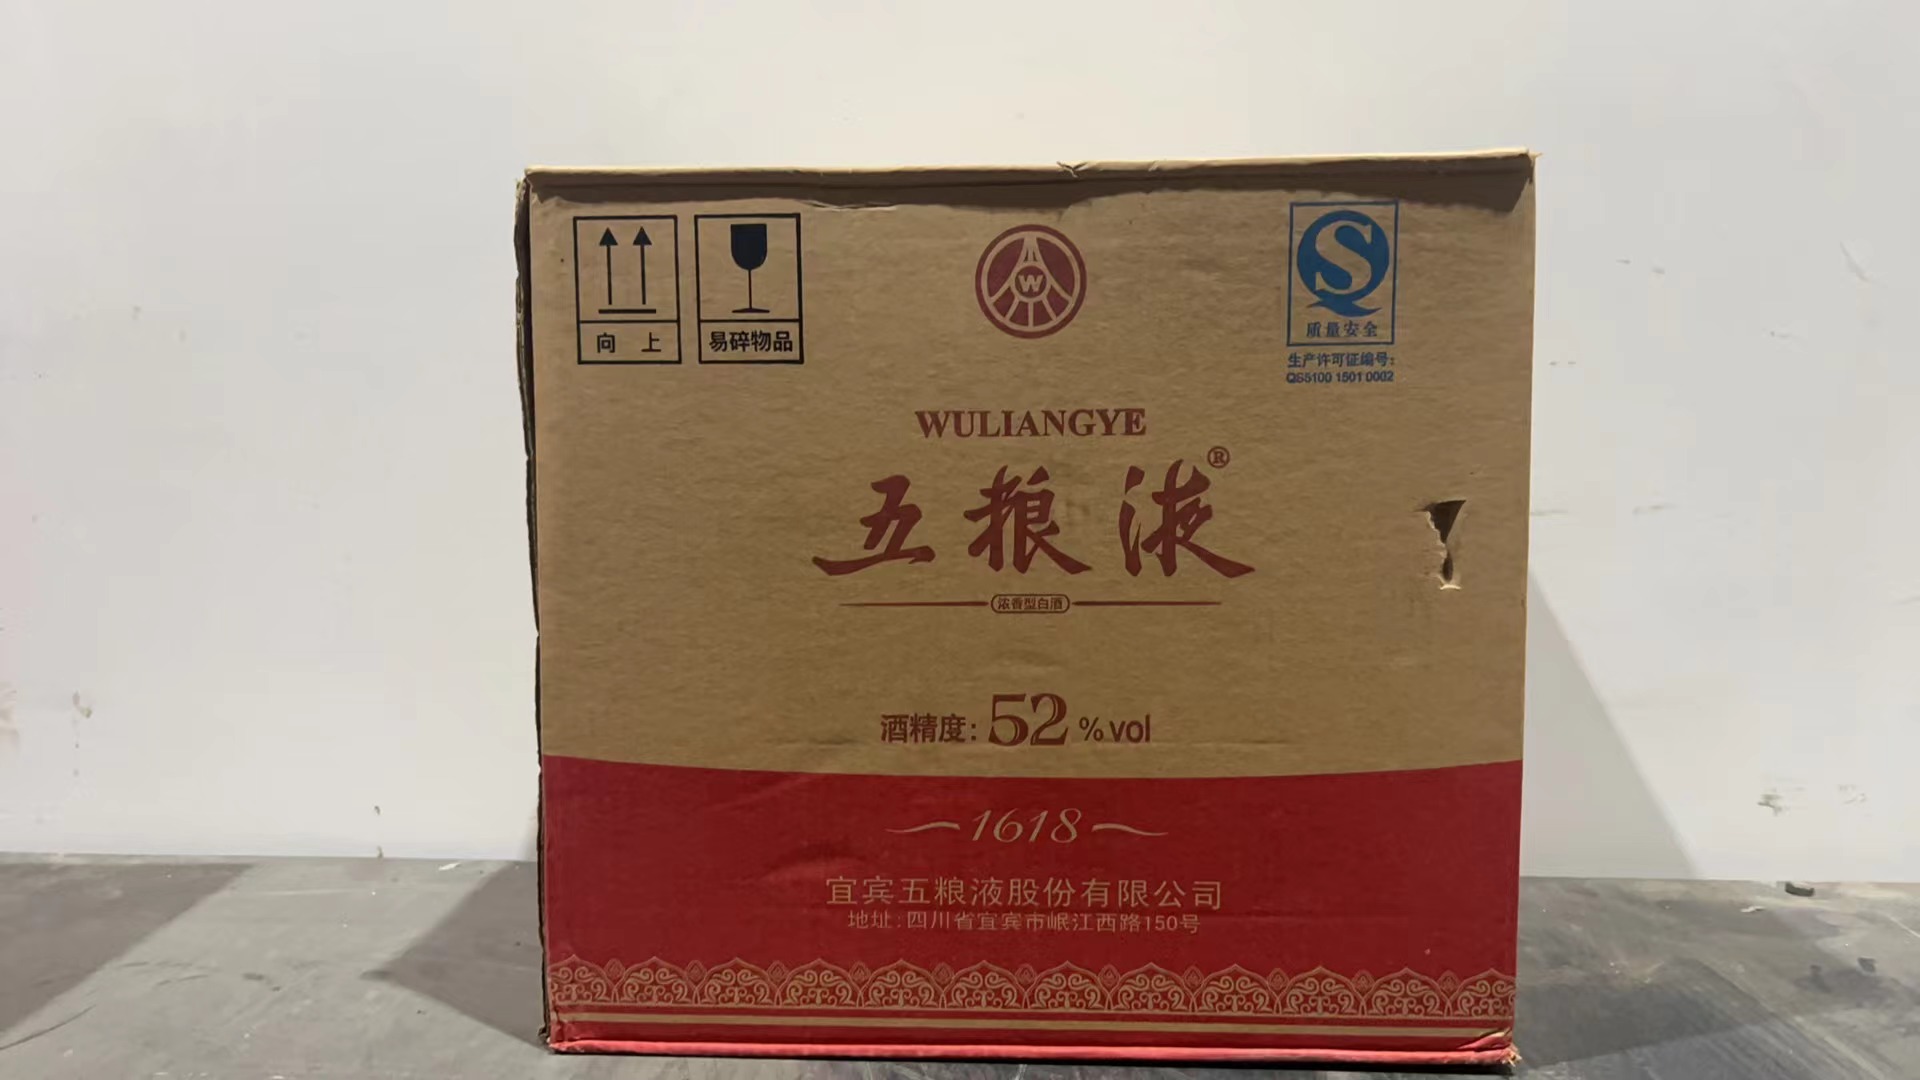 向 上
易碎物品
W
质量安全
生产许可证编号:
QS5100 1501 0002
WULIANGYE
五粮液®
浓香型白酒
酒精度: 52 %vol
1618
宜宾五粮液股份有限公司
地址:四川省宜宾市岷江西路150号